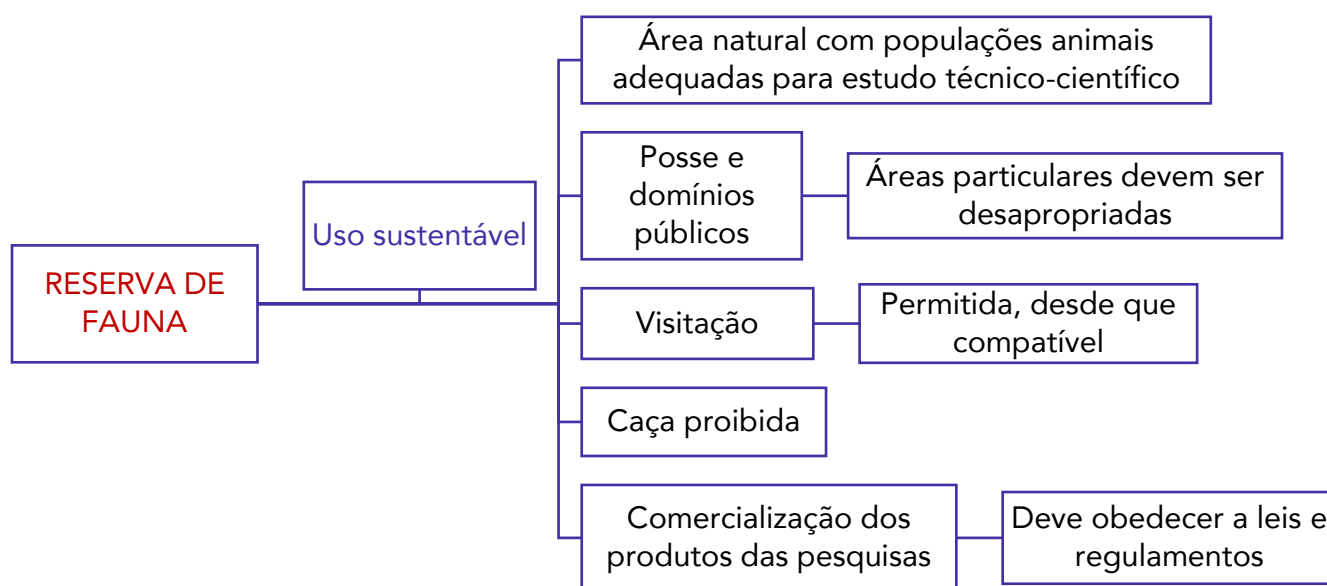 Área natural com populações animais
adequadas para estudo técnico-científico
Posse e
domínios
públicos
Áreas particulares devem ser
desapropriadas
Uso sustentável
RESERVA DE
FAUNA
Visitação
Permitida, desde que
compatível
Caça proibida
Comercialização dos
produtos das pesquisas
Deve obedecer a leis e
regulamentos